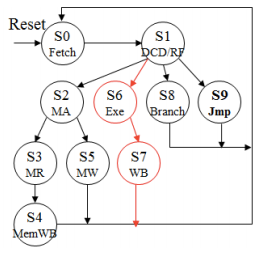 Reset
S0
Fetch
S1
DCD/RF
S2
MA
S6
Exe
S8
Branch
S9
Jmp
S3
MR
S5
MW
S7
WB
S4
MemWB